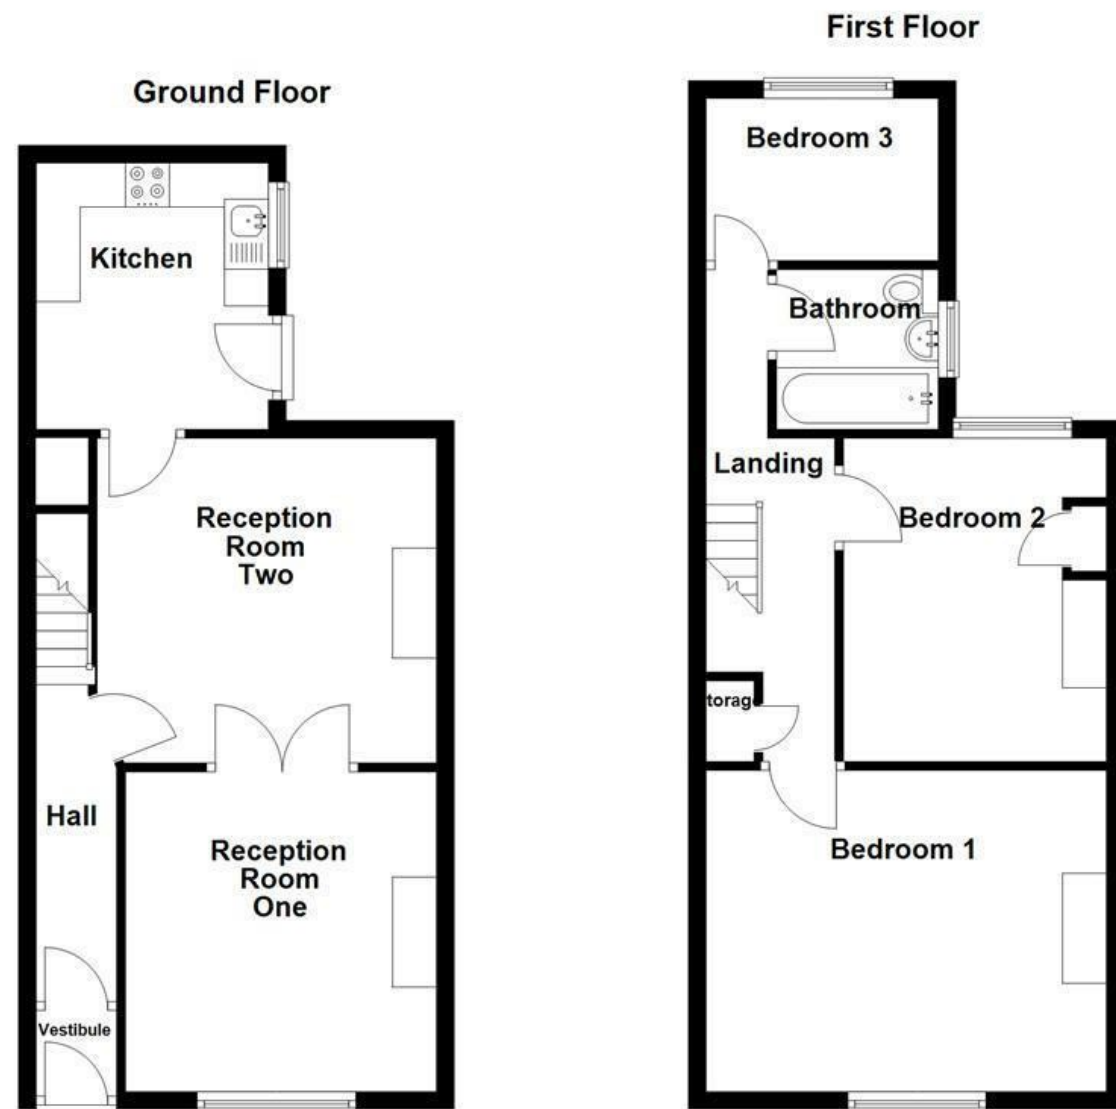 Ground Floor
Kitchen
Reception
Room
Two
Hall
Reception
Room
One
Vestibule
First Floor
Bedroom 3
Bathroom
Landing
Bedroom 2
torage
Bedroom 1